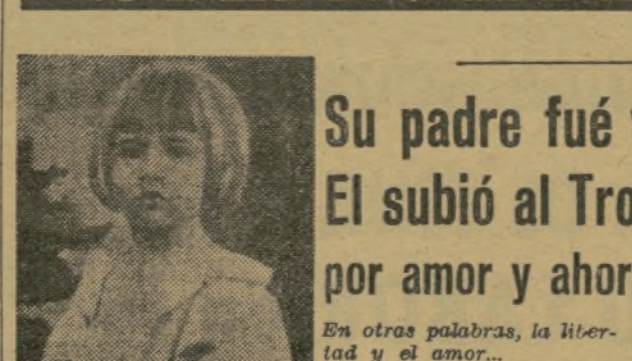 Su padre fué
El subió al Tro
por amor y ahor
En otras palabras, la liber-
tad y el amor...